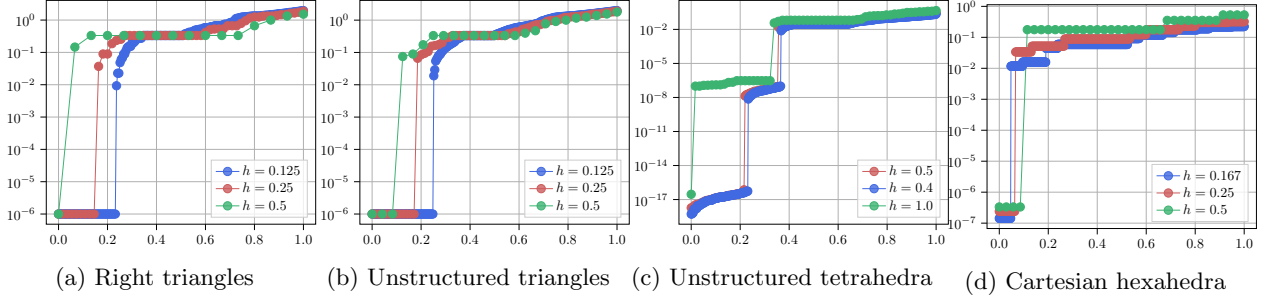 10^0
10^{-1}
10^{-2}
10^{-3}
10^{-4}
10^{-5}
10^{-6}
0.0 0.2 0.4 0.6 0.8 1.0
h = 0.125
h = 0.25
h = 0.5
(a) Right triangles
10^0
10^{-1}
10^{-2}
10^{-3}
10^{-4}
10^{-5}
10^{-6}
0.0 0.2 0.4 0.6 0.8 1.0
h = 0.125
h = 0.25
h = 0.5
(b) Unstructured triangles
10^{-2}
10^{-5}
10^{-8}
10^{-11}
10^{-14}
10^{-17}
0.0 0.2 0.4 0.6 0.8 1.0
h = 0.5
h = 0.4
h = 1.0
(c) Unstructured tetrahedra
10^0
10^{-1}
10^{-2}
10^{-3}
10^{-4}
10^{-5}
10^{-6}
10^{-7}
0.0 0.2 0.4 0.6 0.8 1.0
h = 0.167
h = 0.25
h = 0.5
(d) Cartesian hexahedra